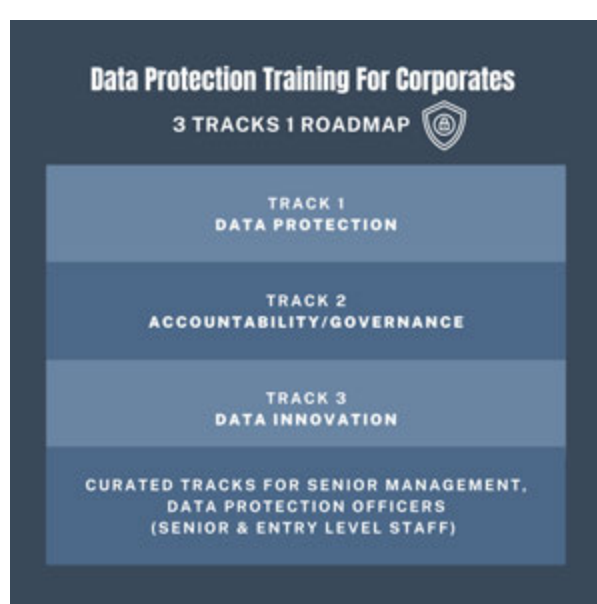 Data Protection Training For Corporates
3 TRACKS 1 ROADMAP
TRACK 1
DATA PROTECTION
TRACK 2
ACCOUNTABILITY/GOVERNANCE
TRACK 3
DATA INNOVATION
CURATED TRACKS FOR SENIOR MANAGEMENT,
DATA PROTECTION OFFICERS
(SENIOR & ENTRY LEVEL STAFF)